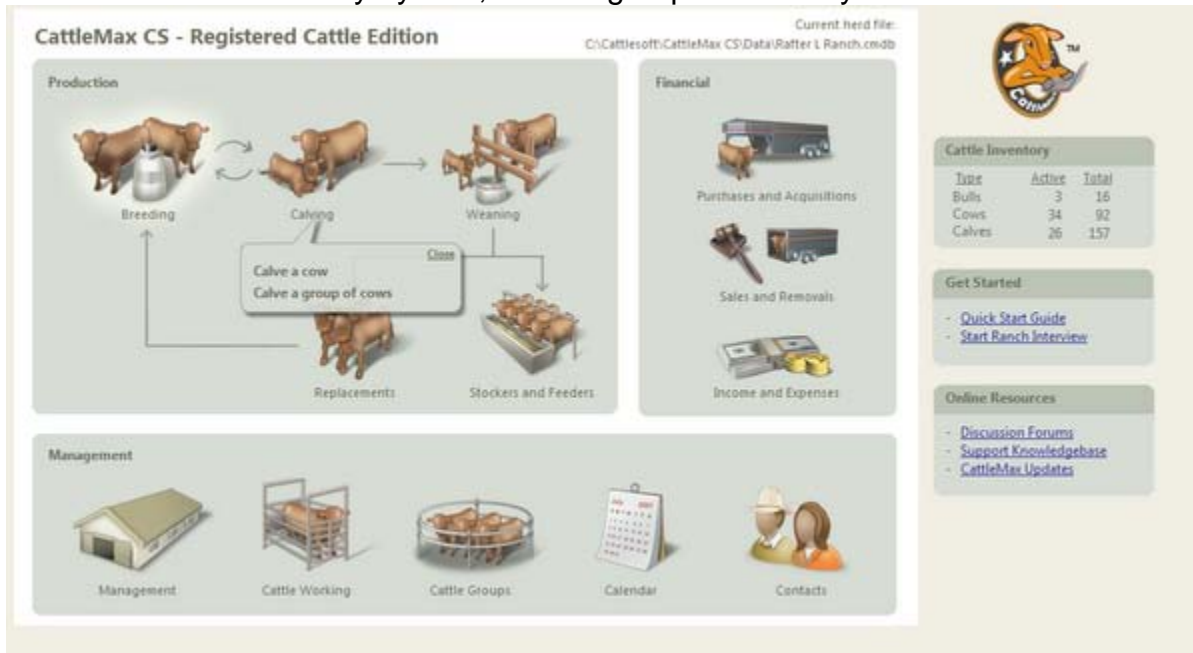 CattleMax CS - Registered Cattle Edition
Current herd file:
C:\Cattlesoft\CattleMax CS\Data\Rafter L Ranch.cmdb
Production
Breeding
Calving
Weaning
Close
Calve a cow
Calve a group of cows
Replacements
Stockers and Feeders
Financial
Purchases and Acquisitions
Sales and Removals
Income and Expenses
Management
Management
Cattle Working
Cattle Groups
Calendar
Contacts
CattleMax
TM
Cattle Inventory
Type Active Total
Bulls 3 16
Cows 34 92
Calves 26 157
Get Started
- Quick Start Guide
- Start Ranch Interview
Online Resources
- Discussion Forums
- Support Knowledgebase
- CattleMax Updates